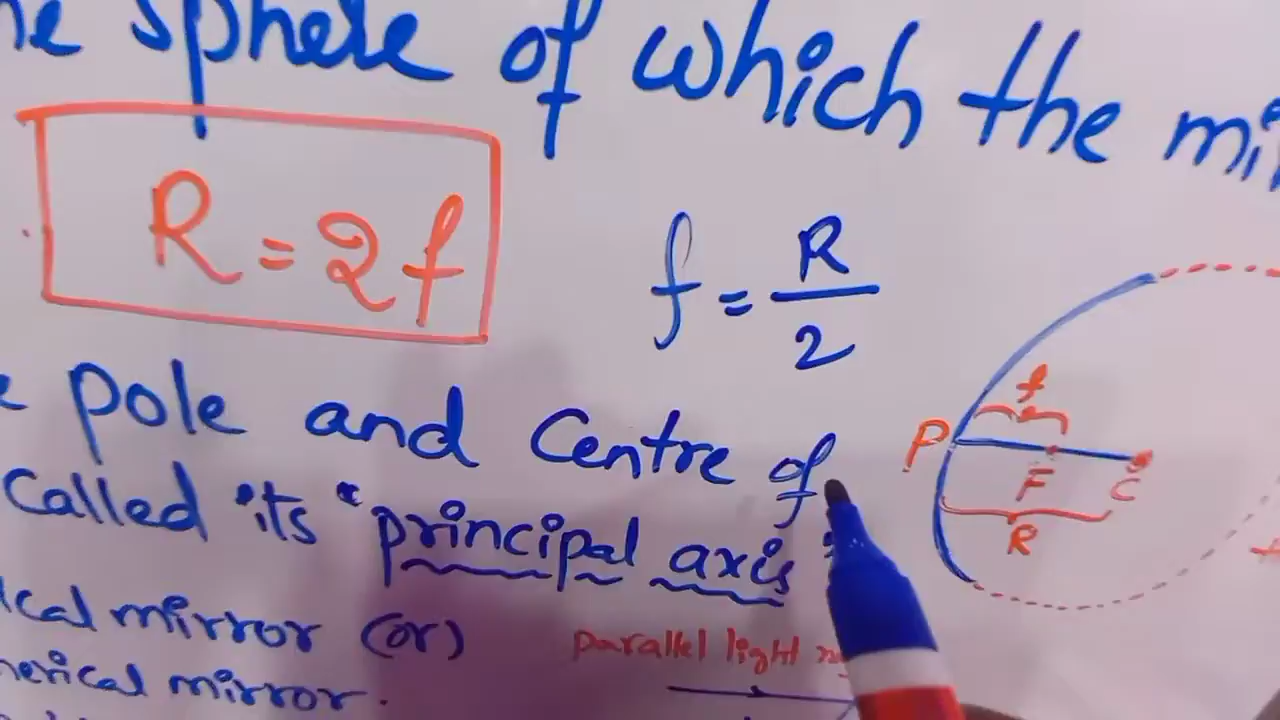 sphere of which the
R = 2f
f = R/2
pole and Centre of
Called its "principal axis"
mirror (or)
mirror.
parallel light
f
P
F
C
R